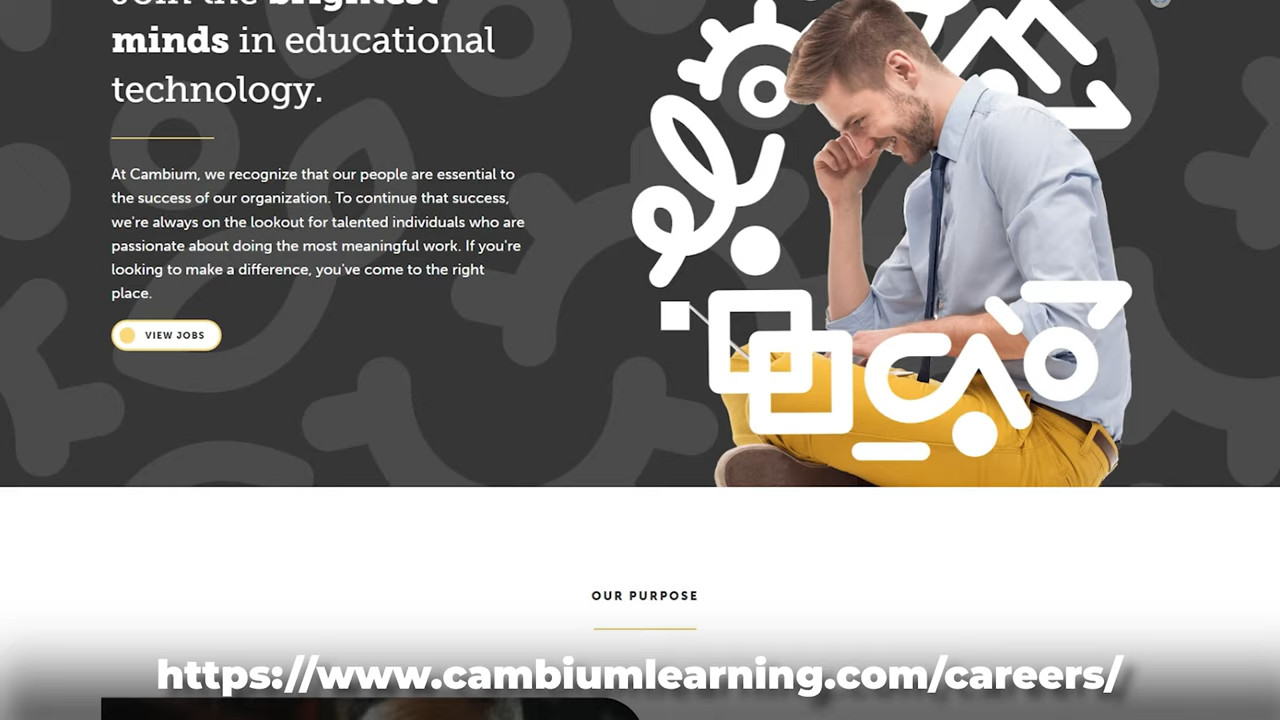 Join the brightest
minds in educational
technology.
At Cambium, we recognize that our people are essential to
the success of our organization. To continue that success,
we're always on the lookout for talented individuals who are
passionate about doing the most meaningful work. If you're
looking to make a difference, you've come to the right
place.
VIEW JOBS
OUR PURPOSE
https://www.cambiumlearning.com/careers/